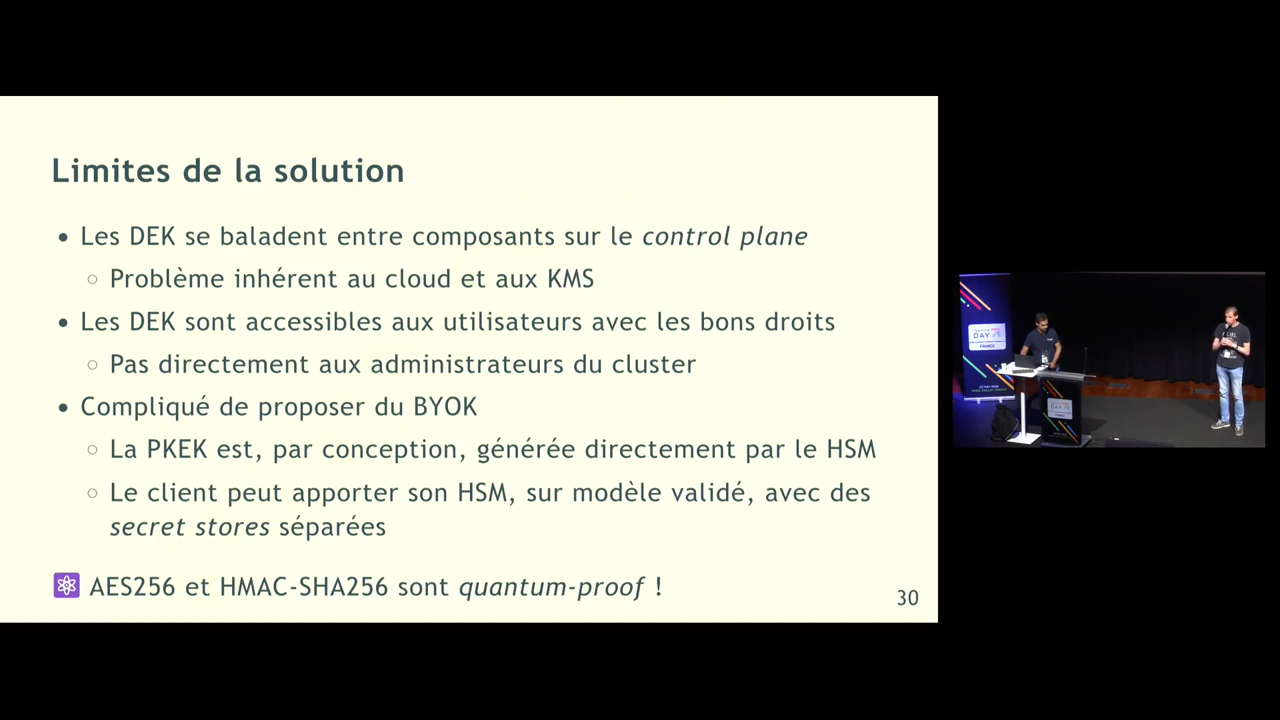 Limites de la solution
• Les DEK se baladent entre composants sur le control plane
○ Problème inhérent au cloud et aux KMS
• Les DEK sont accessibles aux utilisateurs avec les bons droits
○ Pas directement aux administrateurs du cluster
• Compliqué de proposer du BYOK
○ La PKEK est, par conception, générée directement par le HSM
○ Le client peut apporter son HSM, sur modèle validé, avec des
secret stores séparées
⚛ AES256 et HMAC-SHA256 sont quantum-proof !
30
DAY
FRANCE
DAY